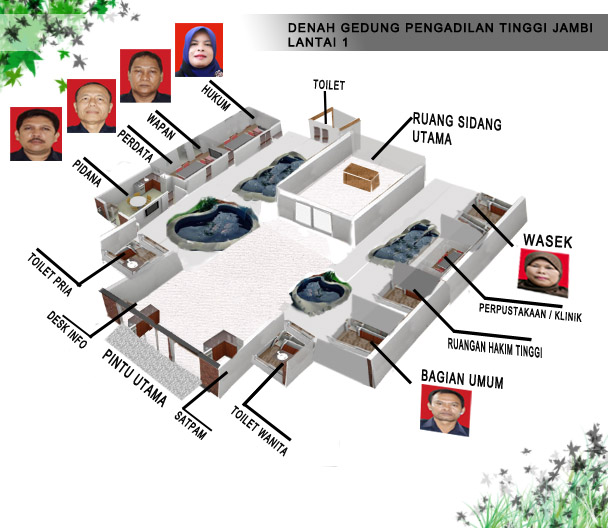 DENAH GEDUNG PENGADILAN TINGGI JAMBI
LANTAI 1
TOILET
HUKUM
WAPAN
PERDATA
PIDANA
RUANG SIDANG
UTAMA
WASEK
TOILET PRIA
PERPUSTAKAAN / KLINIK
DESK INFO
RUANGAN HAKIM TINGGI
PINTU UTAMA
BAGIAN UMUM
SATPAM
TOILET WANITA